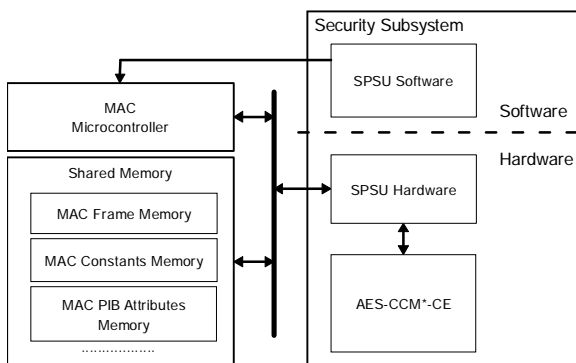 Security Subsystem
SPSU Software
Software
MAC
Microcontroller
Hardware
Shared Memory
SPSU Hardware
MAC Frame Memory
MAC Constants Memory
MAC PIB Attributes
Memory
...................
AES-CCM*-CE